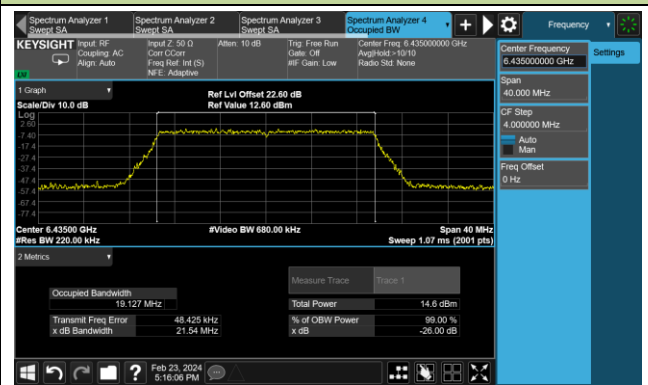 Spectrum Analyzer 1
Swept SA
Spectrum Analyzer 2
Swept SA
Spectrum Analyzer 3
Swept SA
Spectrum Analyzer 4
Occupied BW
Frequency
KEYSIGHT
Input: RF
Coupling: AC
Align: Auto
Input Z: 50 Ω
Corr CCorr
Freq Ref: Int (S)
NFE: Adaptive
Atten: 10 dB
Trig: Free Run
Gate: Off
#IF Gain: Low
Center Freq: 6.435000000 GHz
Avg|Hold:>10/10
Radio Std: None
Center Frequency
6.435000000 GHz
Settings
Span
40.000 MHz
CF Step
4.000000 MHz
Auto
Man
Freq Offset
0 Hz
1 Graph
Scale/Div 10.0 dB
Ref Lvl Offset 22.60 dB
Ref Value 12.60 dBm
Log
2.60
-7.40
-17.4
-27.4
-37.4
-47.4
-57.4
-67.4
-77.4
Center 6.43500 GHz
#Res BW 220.00 kHz
#Video BW 680.00 kHz
Span 40 MHz
Sweep 1.07 ms (2001 pts)
2 Metrics
Measure Trace
Trace 1
Occupied Bandwidth
19.127 MHz
Total Power
14.6 dBm
Transmit Freq Error
48.425 kHz
% of OBW Power
99.00 %
x dB Bandwidth
21.54 MHz
x dB
-26.00 dB
Feb 23, 2024
5:16:06 PM